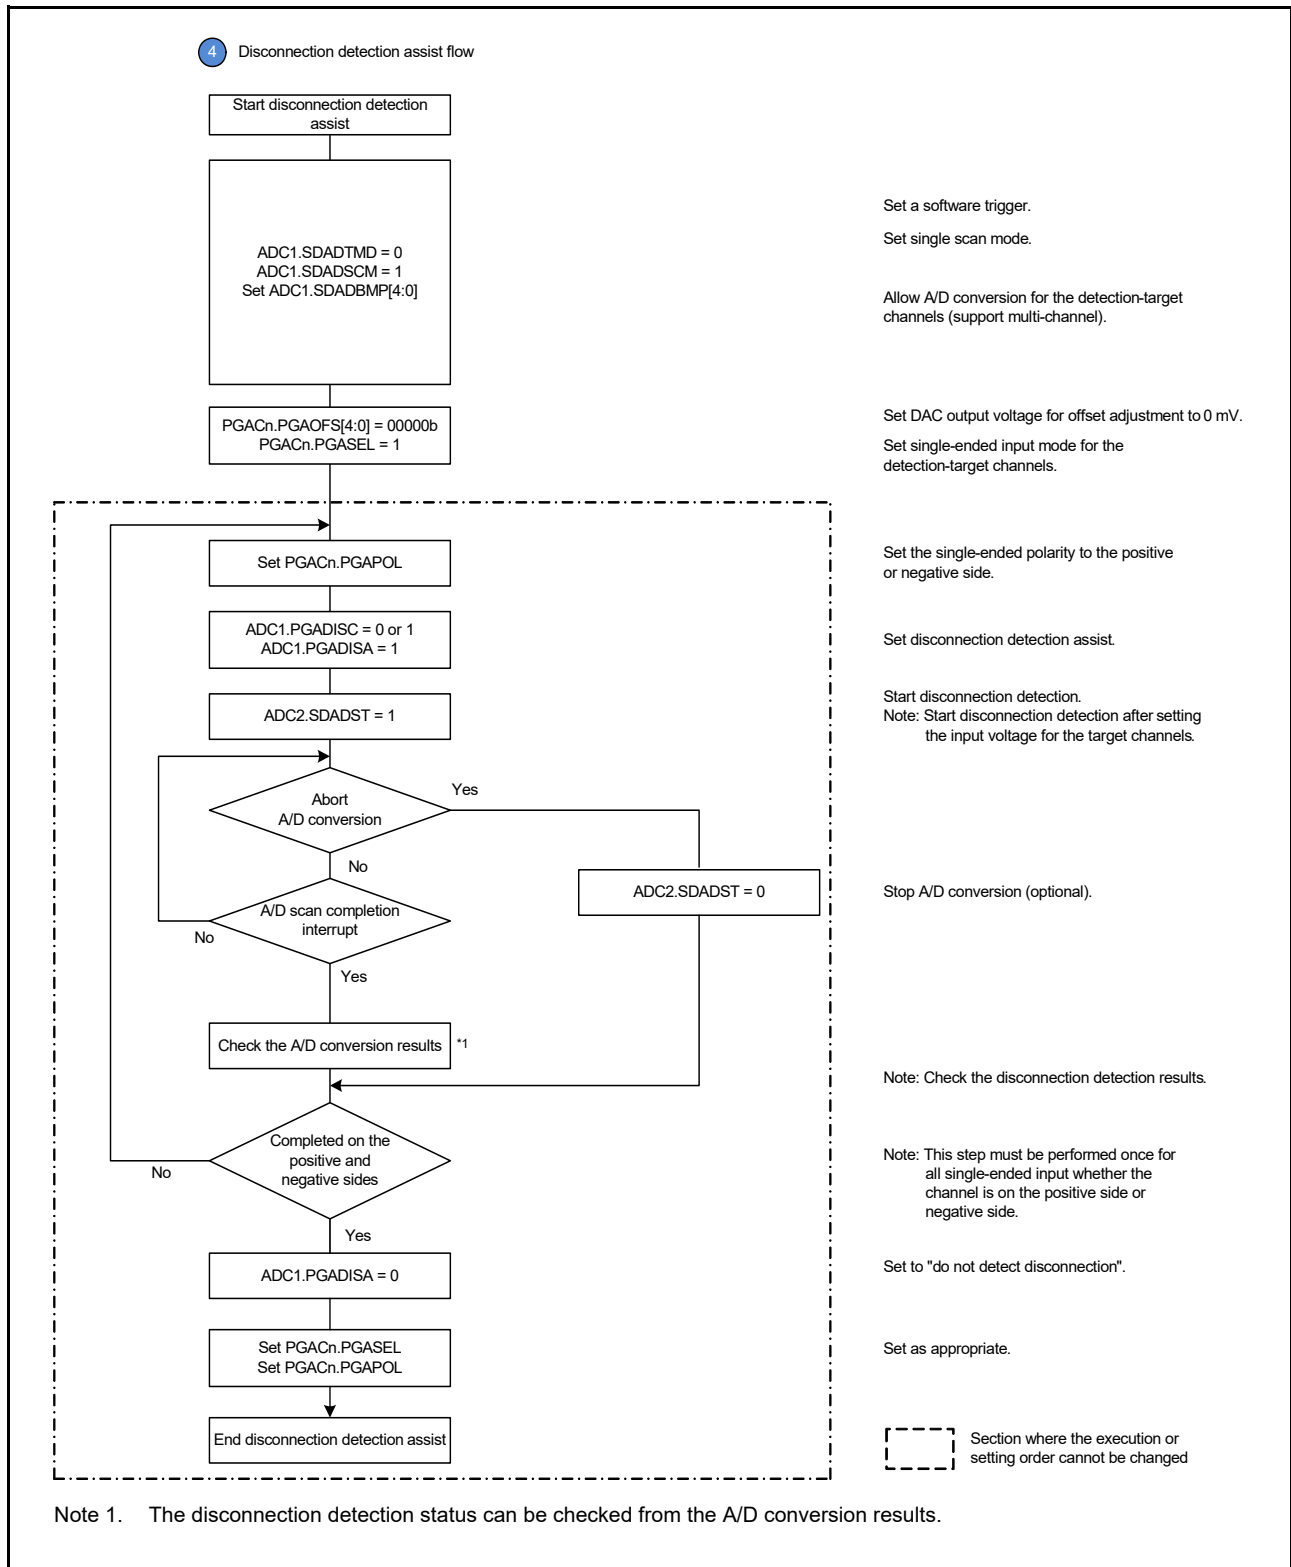 4 Disconnection detection assist flow
Start disconnection detection
assist
ADC1.SDADTMD = 0
ADC1.SDADSCM = 1
Set ADC1.SDADBMP[4:0]
Set a software trigger.
Set single scan mode.
Allow A/D conversion for the detection-target
channels (support multi-channel).
PGACn.PGAOFS[4:0] = 00000b
PGACn.PGASEL = 1
Set DAC output voltage for offset adjustment to 0 mV.
Set single-ended input mode for the
detection-target channels.
Set PGACn.PGAPOL
Set the single-ended polarity to the positive
or negative side.
ADC1.PGADISC = 0 or 1
ADC1.PGADISA = 1
Set disconnection detection assist.
ADC2.SDADST = 1
Start disconnection detection.
Note: Start disconnection detection after setting
the input voltage for the target channels.
Abort
A/D conversion
Yes
No
ADC2.SDADST = 0
Stop A/D conversion (optional).
A/D scan completion
interrupt
No
Yes
Check the A/D conversion results *1
Note: Check the disconnection detection results.
Completed on the
positive and
negative sides
No
Note: This step must be performed once for
all single-ended input whether the
channel is on the positive side or
negative side.
Yes
ADC1.PGADISA = 0
Set to "do not detect disconnection".
Set PGACn.PGASEL
Set PGACn.PGAPOL
Set as appropriate.
End disconnection detection assist
Section where the execution or
setting order cannot be changed
Note 1. The disconnection detection status can be checked from the A/D conversion results.